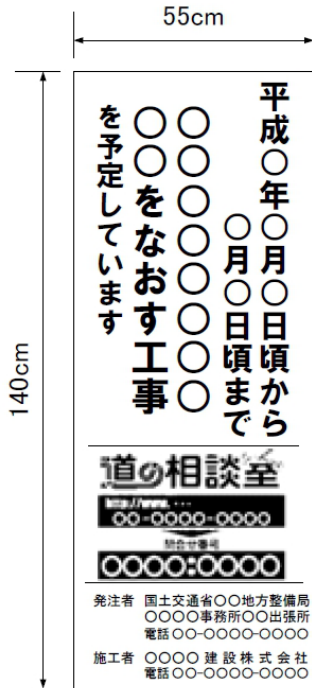 55cm
140cm
平成○年○月○日頃から
○月○日頃まで
○○○○○○○○
○○をなおす工事
を予定しています
道の相談室
http://www.･･･
○○-○○○○-○○○○
問合せ番号
○○○○:○○○○
発注者 国土交通省○○地方整備局
○○○○事務所○○出張所
電話 ○○-○○○○-○○○○
施工者 ○○○○建設株式会社
電話 ○○-○○○○-○○○○